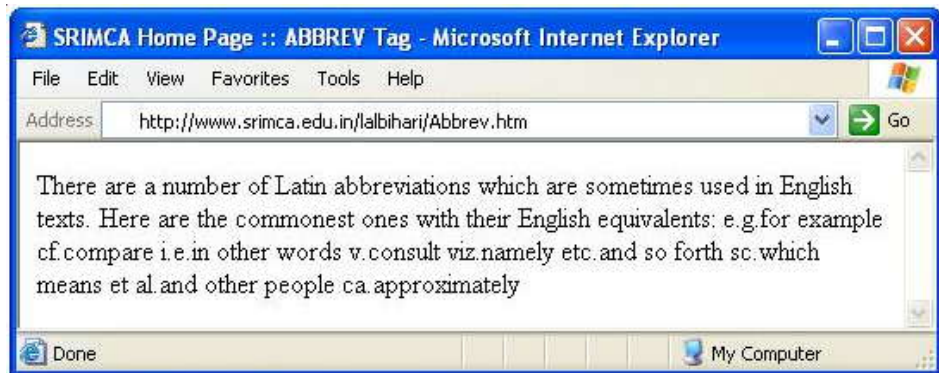 SRIMCA Home Page :: ABBREV Tag - Microsoft Internet Explorer
File Edit View Favorites Tools Help
Address http://www.srimca.edu.in/lalbihari/Abbrev.htm Go
There are a number of Latin abbreviations which are sometimes used in English
texts. Here are the commonest ones with their English equivalents: e.g.for example
cf.compare i.e.in other words v.consult viz.namely etc.and so forth sc.which
means et al.and other people ca.approximately
Done My Computer